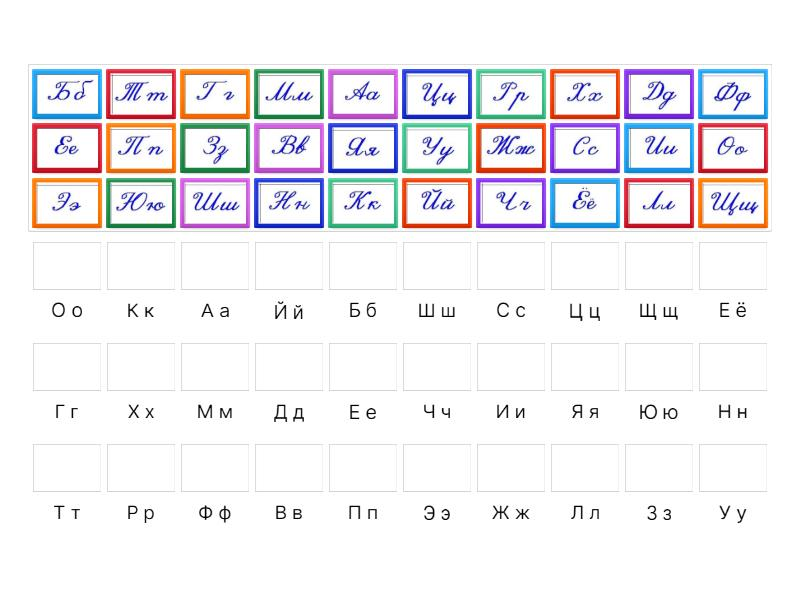 Бб Тт Гг Мм Аа Цц Рр Хх Дд Фф
Ее Пп Зз Вв Яя Уу Жж Сс Ии Оо
Ээ Юю Шш Нн Кк Йй Чч Ёё Лл Щщ
О о К к А а Й й Б б Ш ш С с Ц ц Щ щ Е ё
Г г Х х М м Д д Е е Ч ч И и Я я Ю ю Н н
Т т Р р Ф ф В в П п Э э Ж ж Л л З з У у